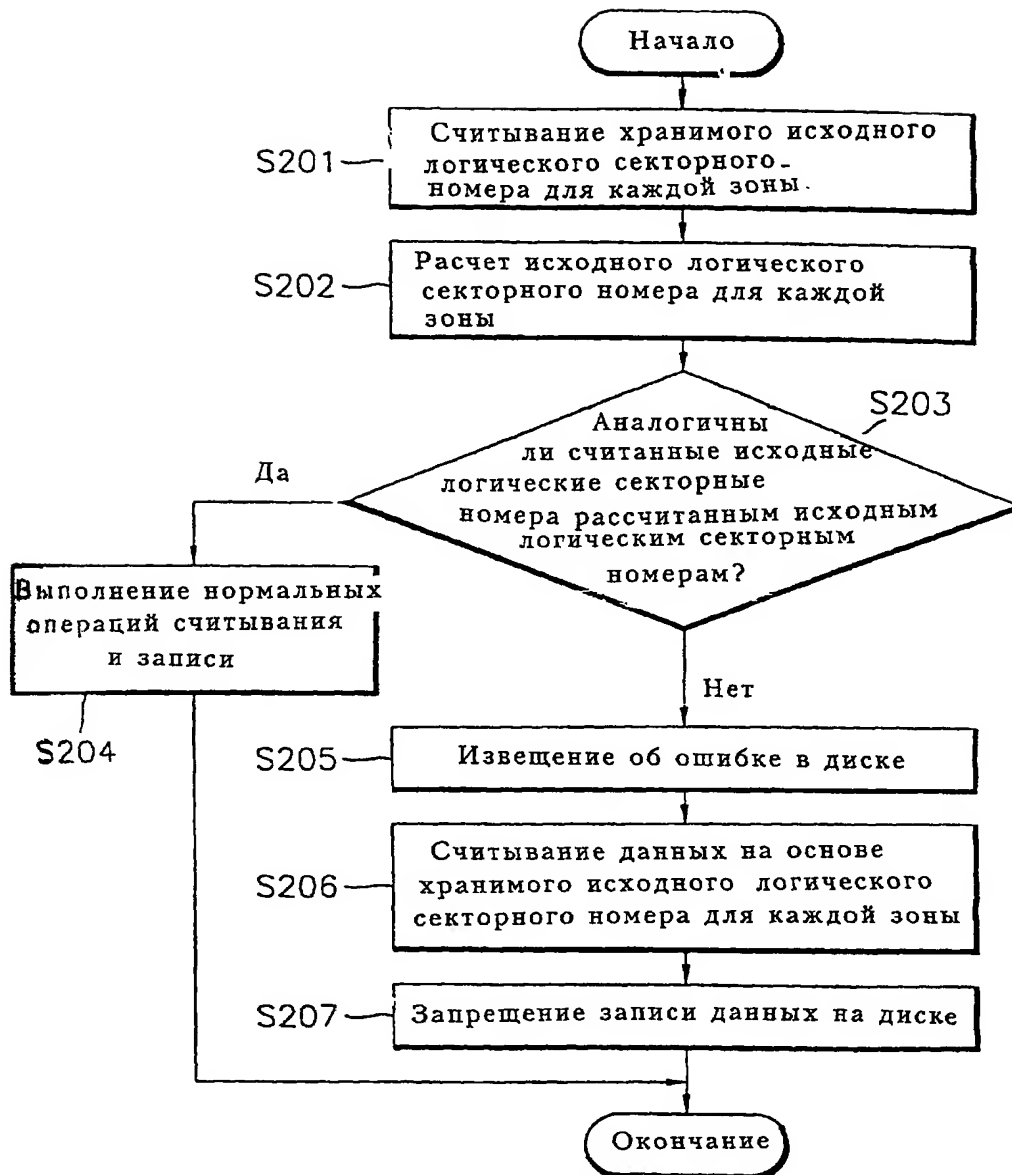 Начало
S201
Считывание хранимого исходного
логического секторного
номера для каждой зоны.
S202
Расчет исходного логического
секторного номера для каждой
зоны
S203
Аналогичны
ли считанные исходные
логические секторные
номера рассчитанным исходным
логическим секторным
номерам?
Да
Выполнение нормальных
операций считывания
и записи
S204
Нет
S205
Извещение об ошибке в диске
S206
Считывание данных на основе
хранимого исходного логического
секторного номера для каждой зоны
S207
Запрещение записи данных на диске
Окончание